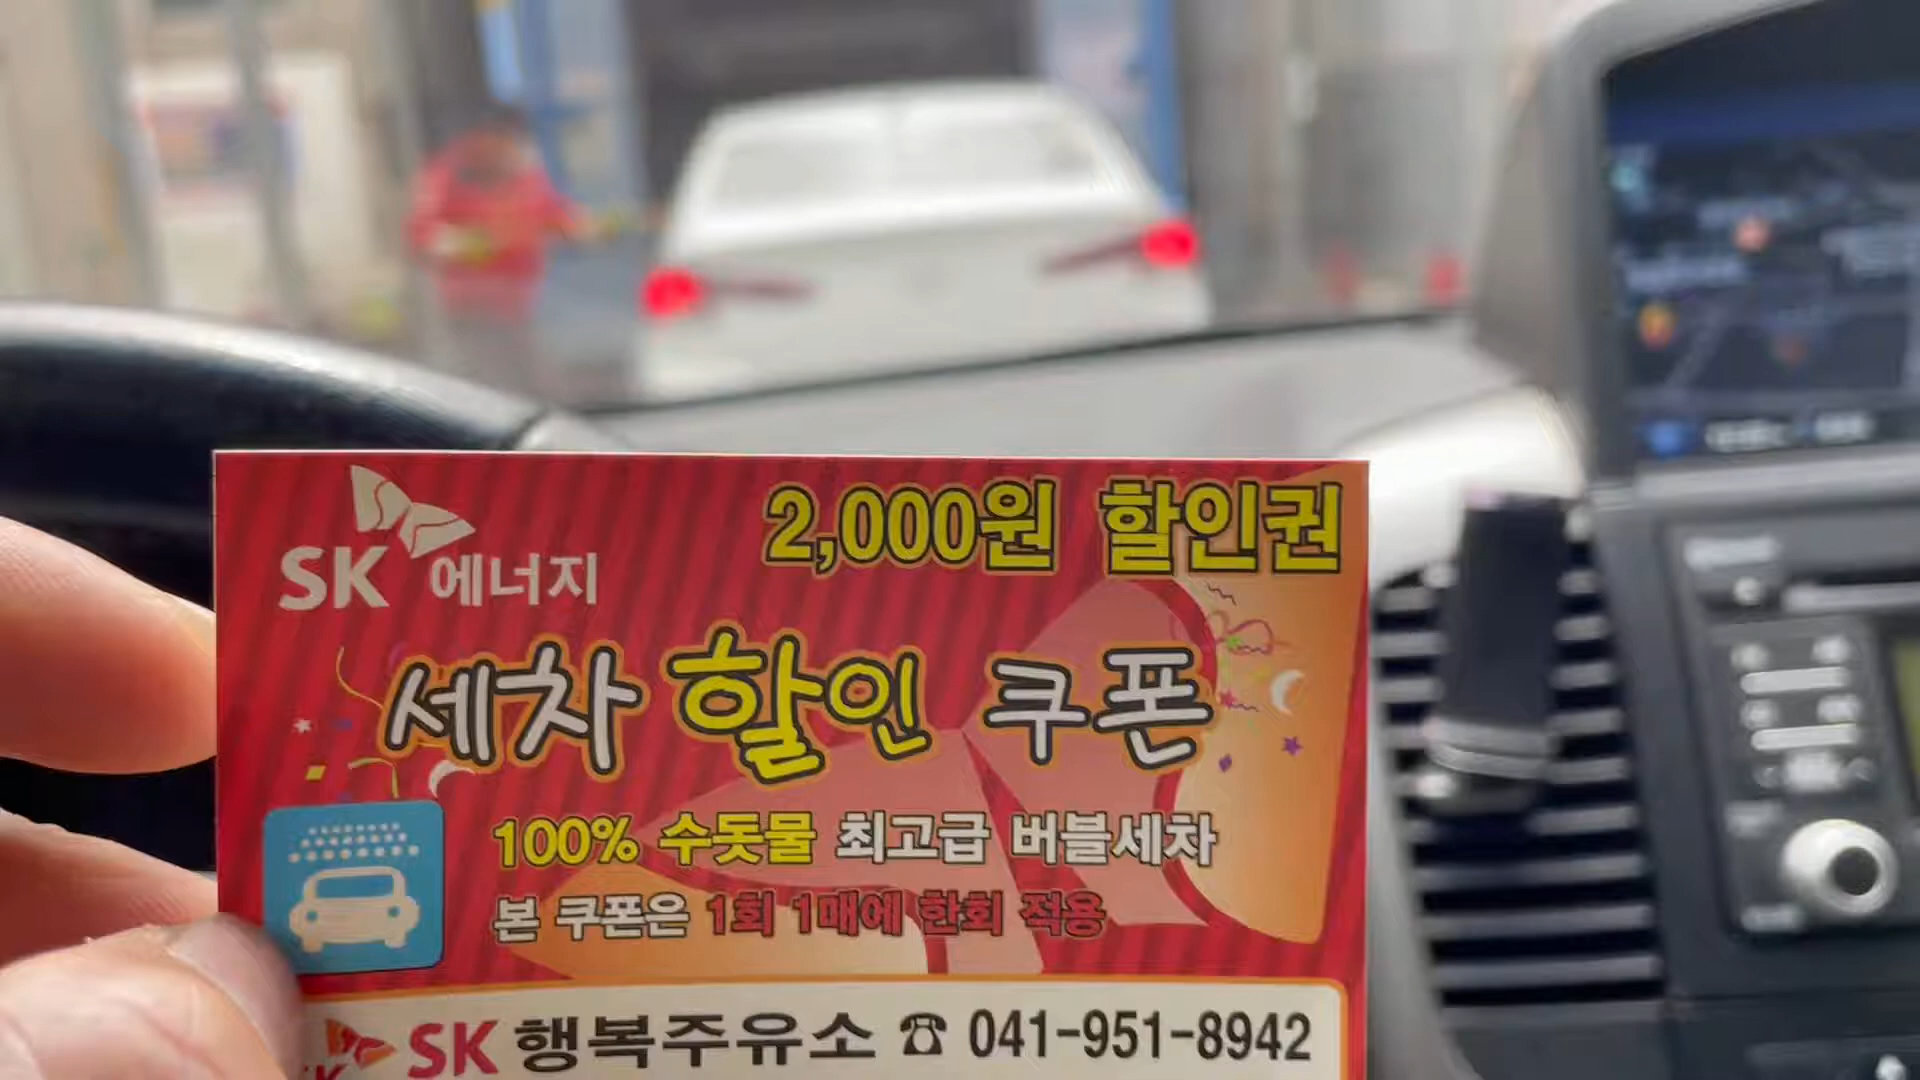 SK 에너지
2,000원 할인권
세차 할인 쿠폰
100% 수돗물 최고급 버블세차
본 쿠폰은 1회 1매에 한회 적용
SK 행복주유소 ☎ 041-951-8942